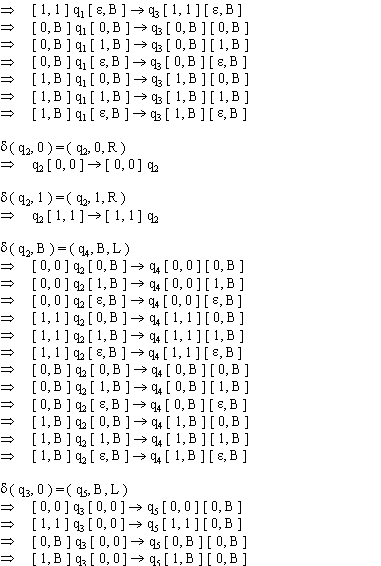 ⇒ [ 1, 1 ] q₁ [ ε, B ] → q₃ [ 1, 1 ] [ ε, B ]
⇒ [ 0, B ] q₁ [ 0, B ] → q₃ [ 0, B ] [ 0, B ]
⇒ [ 0, B ] q₁ [ 1, B ] → q₃ [ 0, B ] [ 1, B ]
⇒ [ 0, B ] q₁ [ ε, B ] → q₃ [ 0, B ] [ ε, B ]
⇒ [ 1, B ] q₁ [ 0, B ] → q₃ [ 1, B ] [ 0, B ]
⇒ [ 1, B ] q₁ [ 1, B ] → q₃ [ 1, B ] [ 1, B ]
⇒ [ 1, B ] q₁ [ ε, B ] → q₃ [ 1, B ] [ ε, B ]
δ ( q₂, 0 ) = ( q₂, 0, R )
⇒ q₂ [ 0, 0 ] → [ 0, 0 ] q₂
δ ( q₂, 1 ) = ( q₂, 1, R )
⇒ q₂ [ 1, 1 ] → [ 1, 1 ] q₂
δ ( q₂, B ) = ( q₄, B, L )
⇒ [ 0, 0 ] q₂ [ 0, B ] → q₄ [ 0, 0 ] [ 0, B ]
⇒ [ 0, 0 ] q₂ [ 1, B ] → q₄ [ 0, 0 ] [ 1, B ]
⇒ [ 0, 0 ] q₂ [ ε, B ] → q₄ [ 0, 0 ] [ ε, B ]
⇒ [ 1, 1 ] q₂ [ 0, B ] → q₄ [ 1, 1 ] [ 0, B ]
⇒ [ 1, 1 ] q₂ [ 1, B ] → q₄ [ 1, 1 ] [ 1, B ]
⇒ [ 1, 1 ] q₂ [ ε, B ] → q₄ [ 1, 1 ] [ ε, B ]
⇒ [ 0, B ] q₂ [ 0, B ] → q₄ [ 0, B ] [ 0, B ]
⇒ [ 0, B ] q₂ [ 1, B ] → q₄ [ 0, B ] [ 1, B ]
⇒ [ 0, B ] q₂ [ ε, B ] → q₄ [ 0, B ] [ ε, B ]
⇒ [ 1, B ] q₂ [ 0, B ] → q₄ [ 1, B ] [ 0, B ]
⇒ [ 1, B ] q₂ [ 1, B ] → q₄ [ 1, B ] [ 1, B ]
⇒ [ 1, B ] q₂ [ ε, B ] → q₄ [ 1, B ] [ ε, B ]
δ ( q₃, 0 ) = ( q₅, B, L )
⇒ [ 0, 0 ] q₃ [ 0, 0 ] → q₅ [ 0, 0 ] [ 0, B ]
⇒ [ 1, 1 ] q₃ [ 0, 0 ] → q₅ [ 1, 1 ] [ 0, B ]
⇒ [ 0, B ] q₃ [ 0, 0 ] → q₅ [ 0, B ] [ 0, B ]
⇒ [ 1, B ] q₃ [ 0, 0 ] → q₅ [ 1, B ] [ 0, B ]